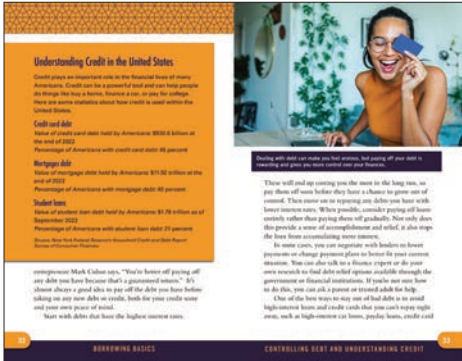 Understanding Credit in the United States
Credit plays an important role in the financial lives of many
Americans. Credit can be a powerful tool and can help people
do things like buy a home, finance a car, or pay for college.
Here are some statistics about how credit is used within the
United States.
Credit card debt
Value of credit card debt held by Americans: $930.6 billion at
the end of 2022
Percentage of Americans with credit card debt: 46 percent
Mortgages debt
Value of mortgage debt held by Americans: $11.92 trillion at the
end of 2022
Percentage of Americans with mortgage debt: 40 percent
Student loans
Value of student loan debt held by Americans: $1.76 trillion as of
September 2022
Percentage of Americans with student loan debt: 21 percent
Source: New York Federal Reserve's Household Credit and Debt Report
Survey of Consumer Finances
entrepreneur Mark Cuban says, "You're better off paying off
any debt you have because that's a guaranteed return." It's
almost always a good idea to pay off the debt you have before
taking on any new debt or credit, both for your credit score
and your own peace of mind.
Start with debts that have the highest interest rates.
32
BORROWING BASICS
Dealing with debt can make you feel anxious, but paying off your debt is
rewarding and gives you more control over your finances.
These will end up costing you the most in the long run, so
pay them off soon before they have a chance to grow out of
control. Then move on to repaying any debts you have with
lower interest rates. When possible, consider paying off loans
entirely rather than paying them off gradually. Not only does
this provide a sense of accomplishment and relief, it also stops
the loan from accumulating more interest.
In some cases, you can negotiate with lenders to lower
payments or change payment plans to better fit your current
situation. You can also talk to a finance expert or do your
own research to find debt relief options available through the
government or financial institutions. If you're not sure how
to do this, you can ask a parent or trusted adult for help.
One of the best ways to stay out of bad debt is to avoid
high-interest loans and credit cards that you can't repay right
away, such as high-interest car loans, payday loans, credit card
CONTROLLING DEBT AND UNDERSTANDING CREDIT
33